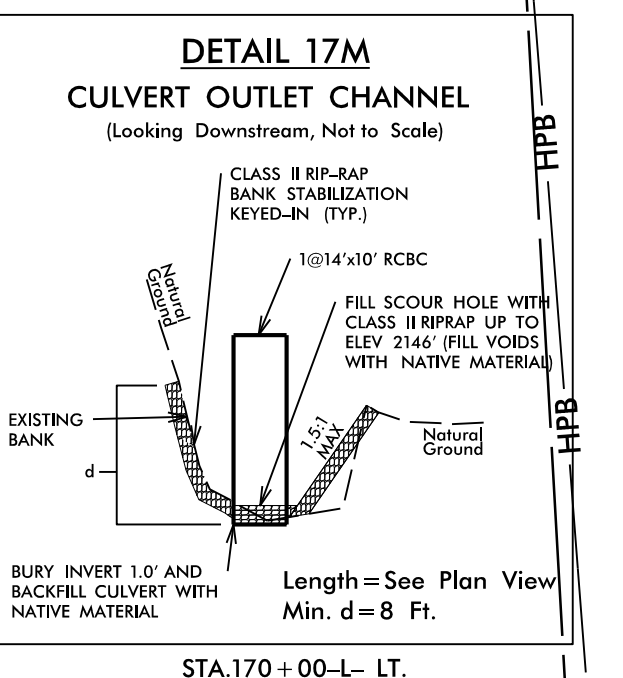 DETAIL 17M
CULVERT OUTLET CHANNEL
(Looking Downstream, Not to Scale)
CLASS II RIP-RAP
BANK STABILIZATION
KEYED-IN (TYP.)
1@14'x10' RCBC
Natural
Ground
FILL SCOUR HOLE WITH
CLASS II RIPRAP UP TO
ELEV 2146' (FILL VOIDS
WITH NATIVE MATERIAL)
EXISTING
BANK
d
1.5:1
MAX
Natural
Ground
BURY INVERT 1.0' AND
BACKFILL CULVERT WITH
NATIVE MATERIAL
Length = See Plan View
Min. d = 8 Ft.
STA.170+00-L- LT.
HPB
HPB